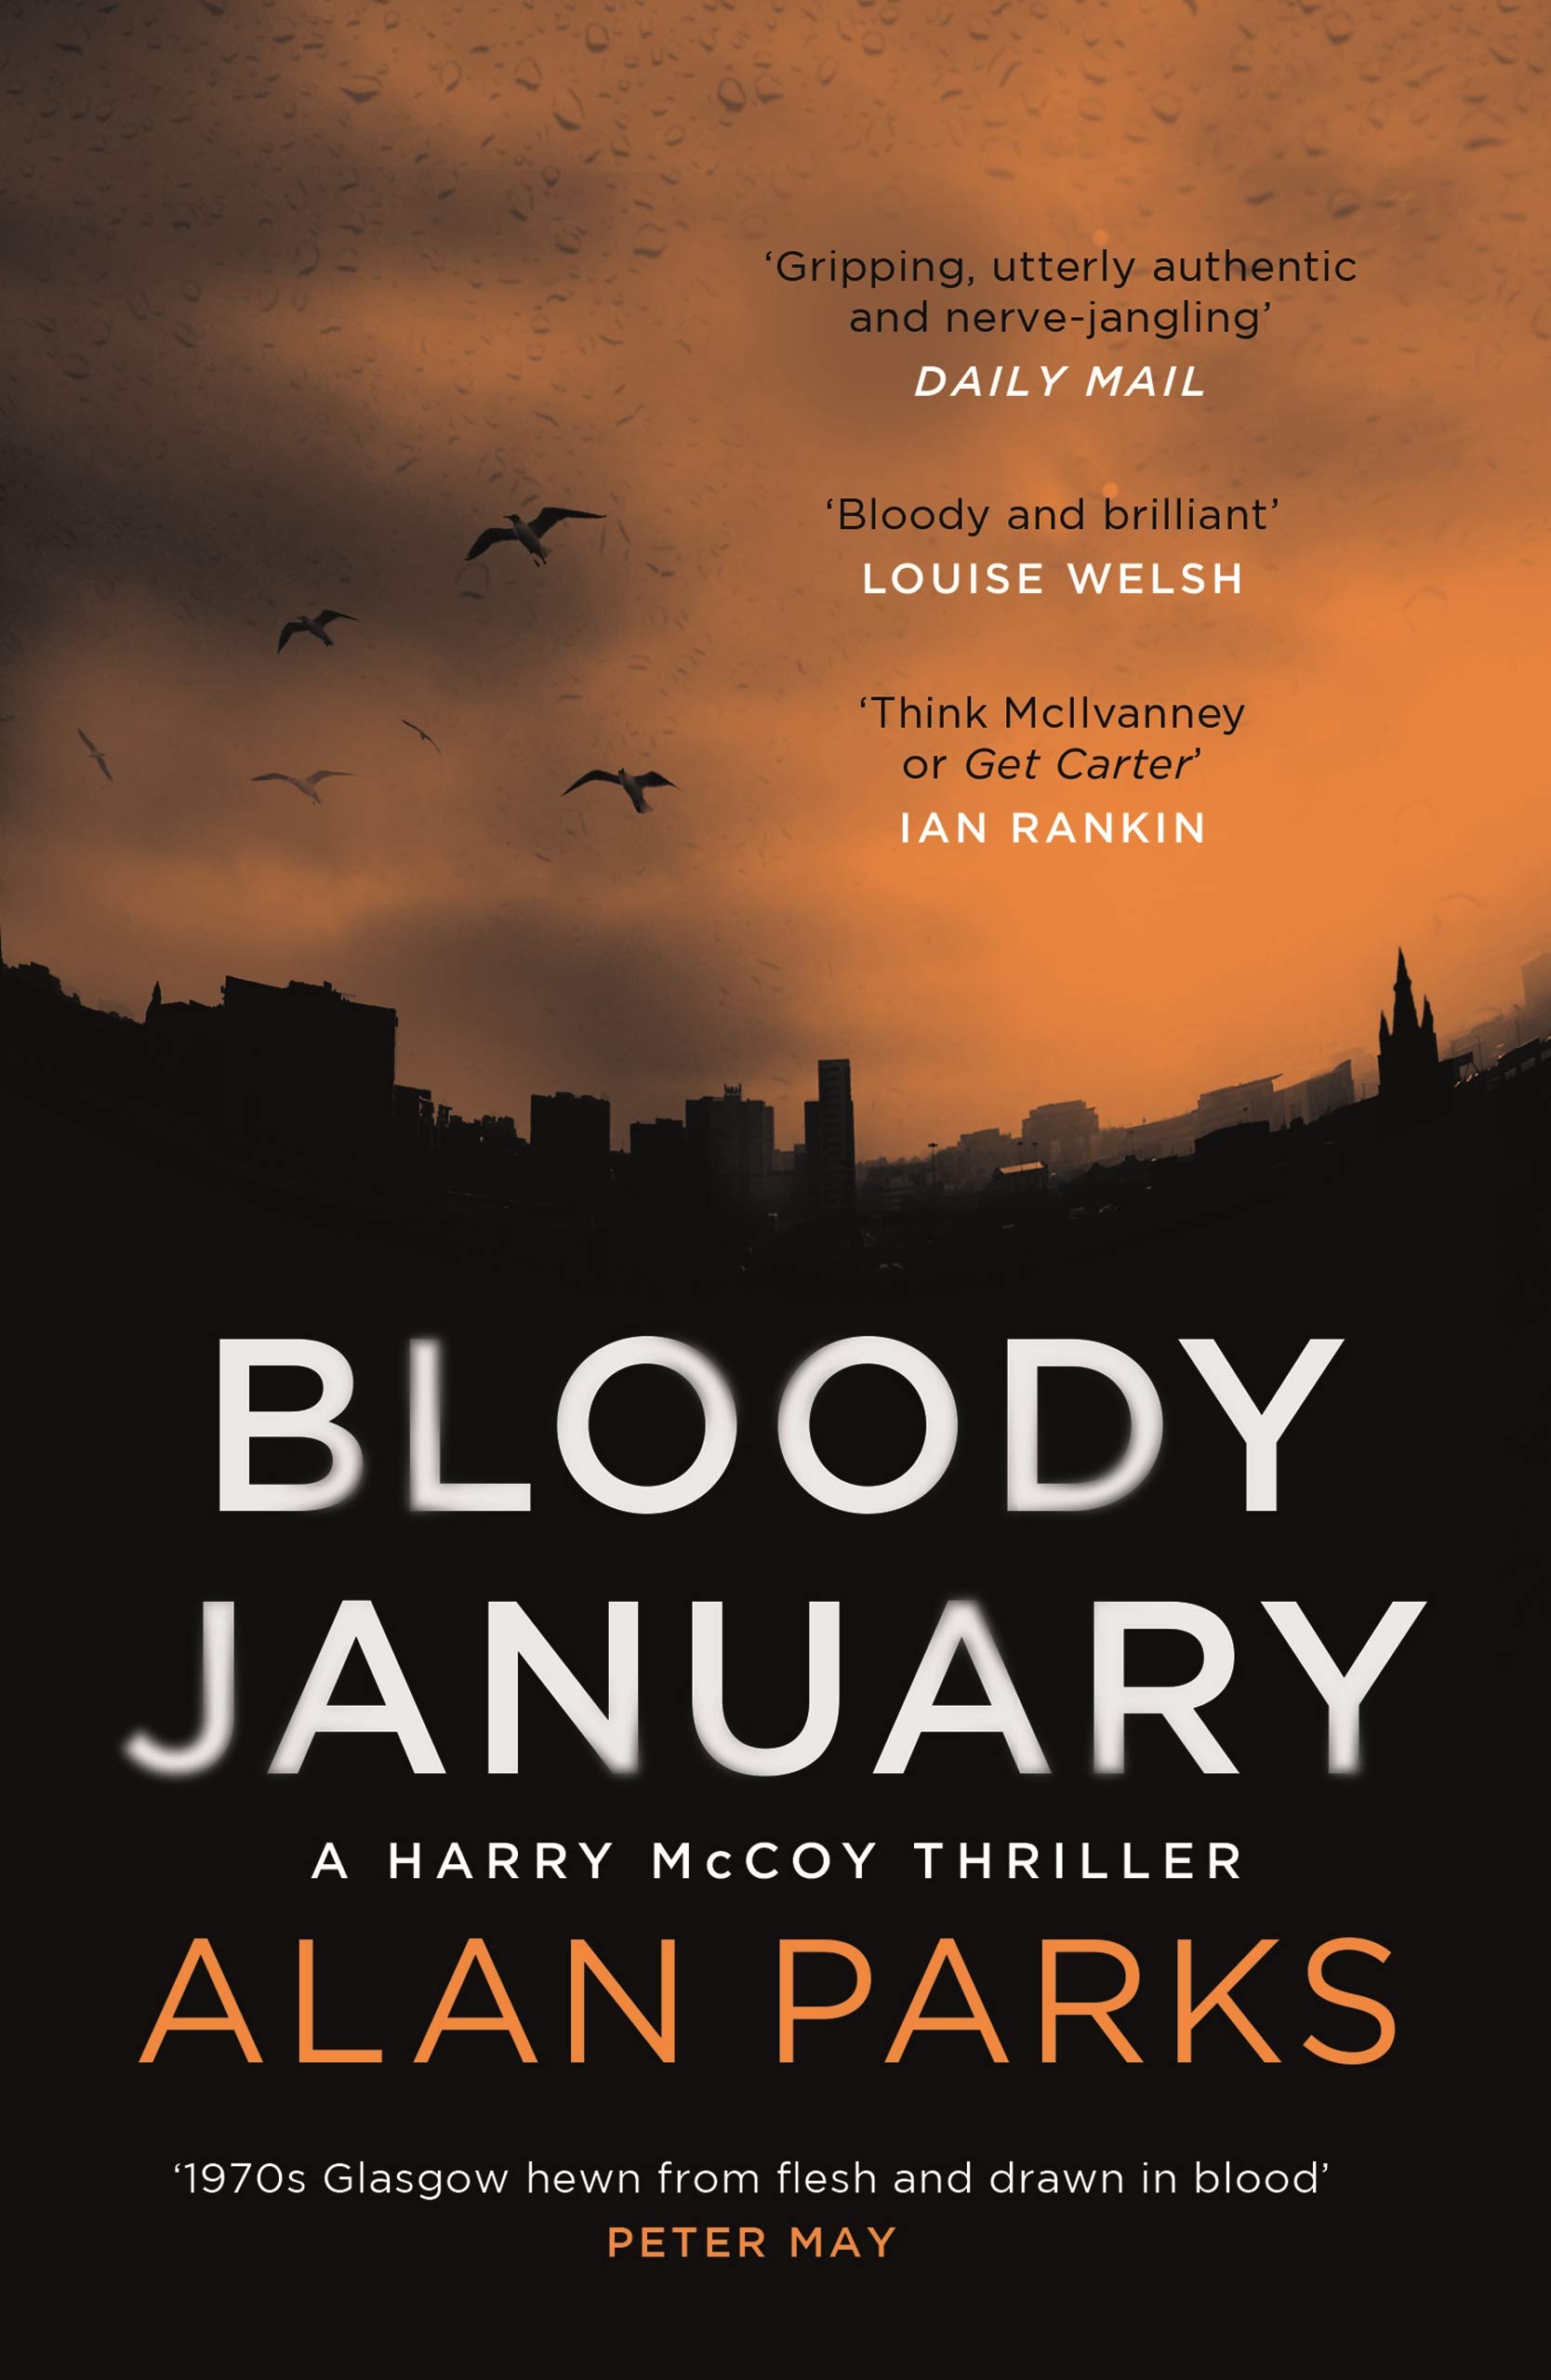 ‘Gripping, utterly authentic
and nerve-jangling’
DAILY MAIL
‘Bloody and brilliant’
LOUISE WELSH
‘Think McIlvanney
or Get Carter’
IAN RANKIN
BLOODY
JANUARY
A HARRY McCOY THRILLER
ALAN PARKS
‘1970s Glasgow hewn from flesh and drawn in blood’
PETER MAY